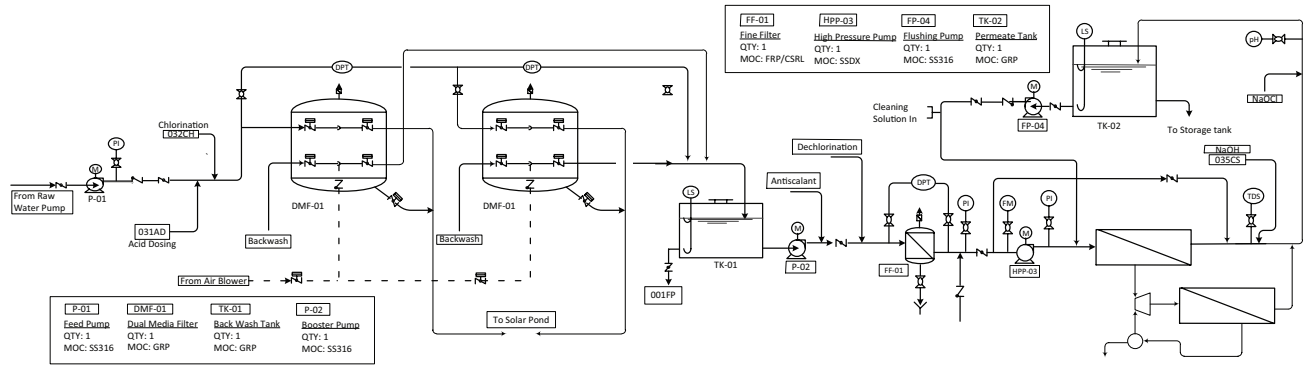 FF-01
Fine Filter
QTY: 1
MOC: FRP/CSRL
HPP-03
High Pressure Pump
QTY: 1
MOC: SSDX
FP-04
Flushing Pump
QTY: 1
MOC: SS316
TK-02
Permeate Tank
QTY: 1
MOC: GRP
LS
pH
NaOCl
M
FP-04
TK-02
To Storage tank
Cleaning
Solution In
NaOH
035CS
TDS
DPT
DPT
Chlorination
032CH
PI
M
P-01
From Raw
Water Pump
031AD
Acid Dosing
DMF-01
DMF-01
Backwash
Backwash
From Air Blower
To Solar Pond
LS
TK-01
001FP
Antiscalant
Dechlorination
M
P-02
DPT
FF-01
PI
FM
M
HPP-03
PI
P-01
Feed Pump
QTY: 1
MOC: SS316
DMF-01
Dual Media Filter
QTY: 1
MOC: GRP
TK-01
Back Wash Tank
QTY: 1
MOC: GRP
P-02
Booster Pump
QTY: 1
MOC: SS316